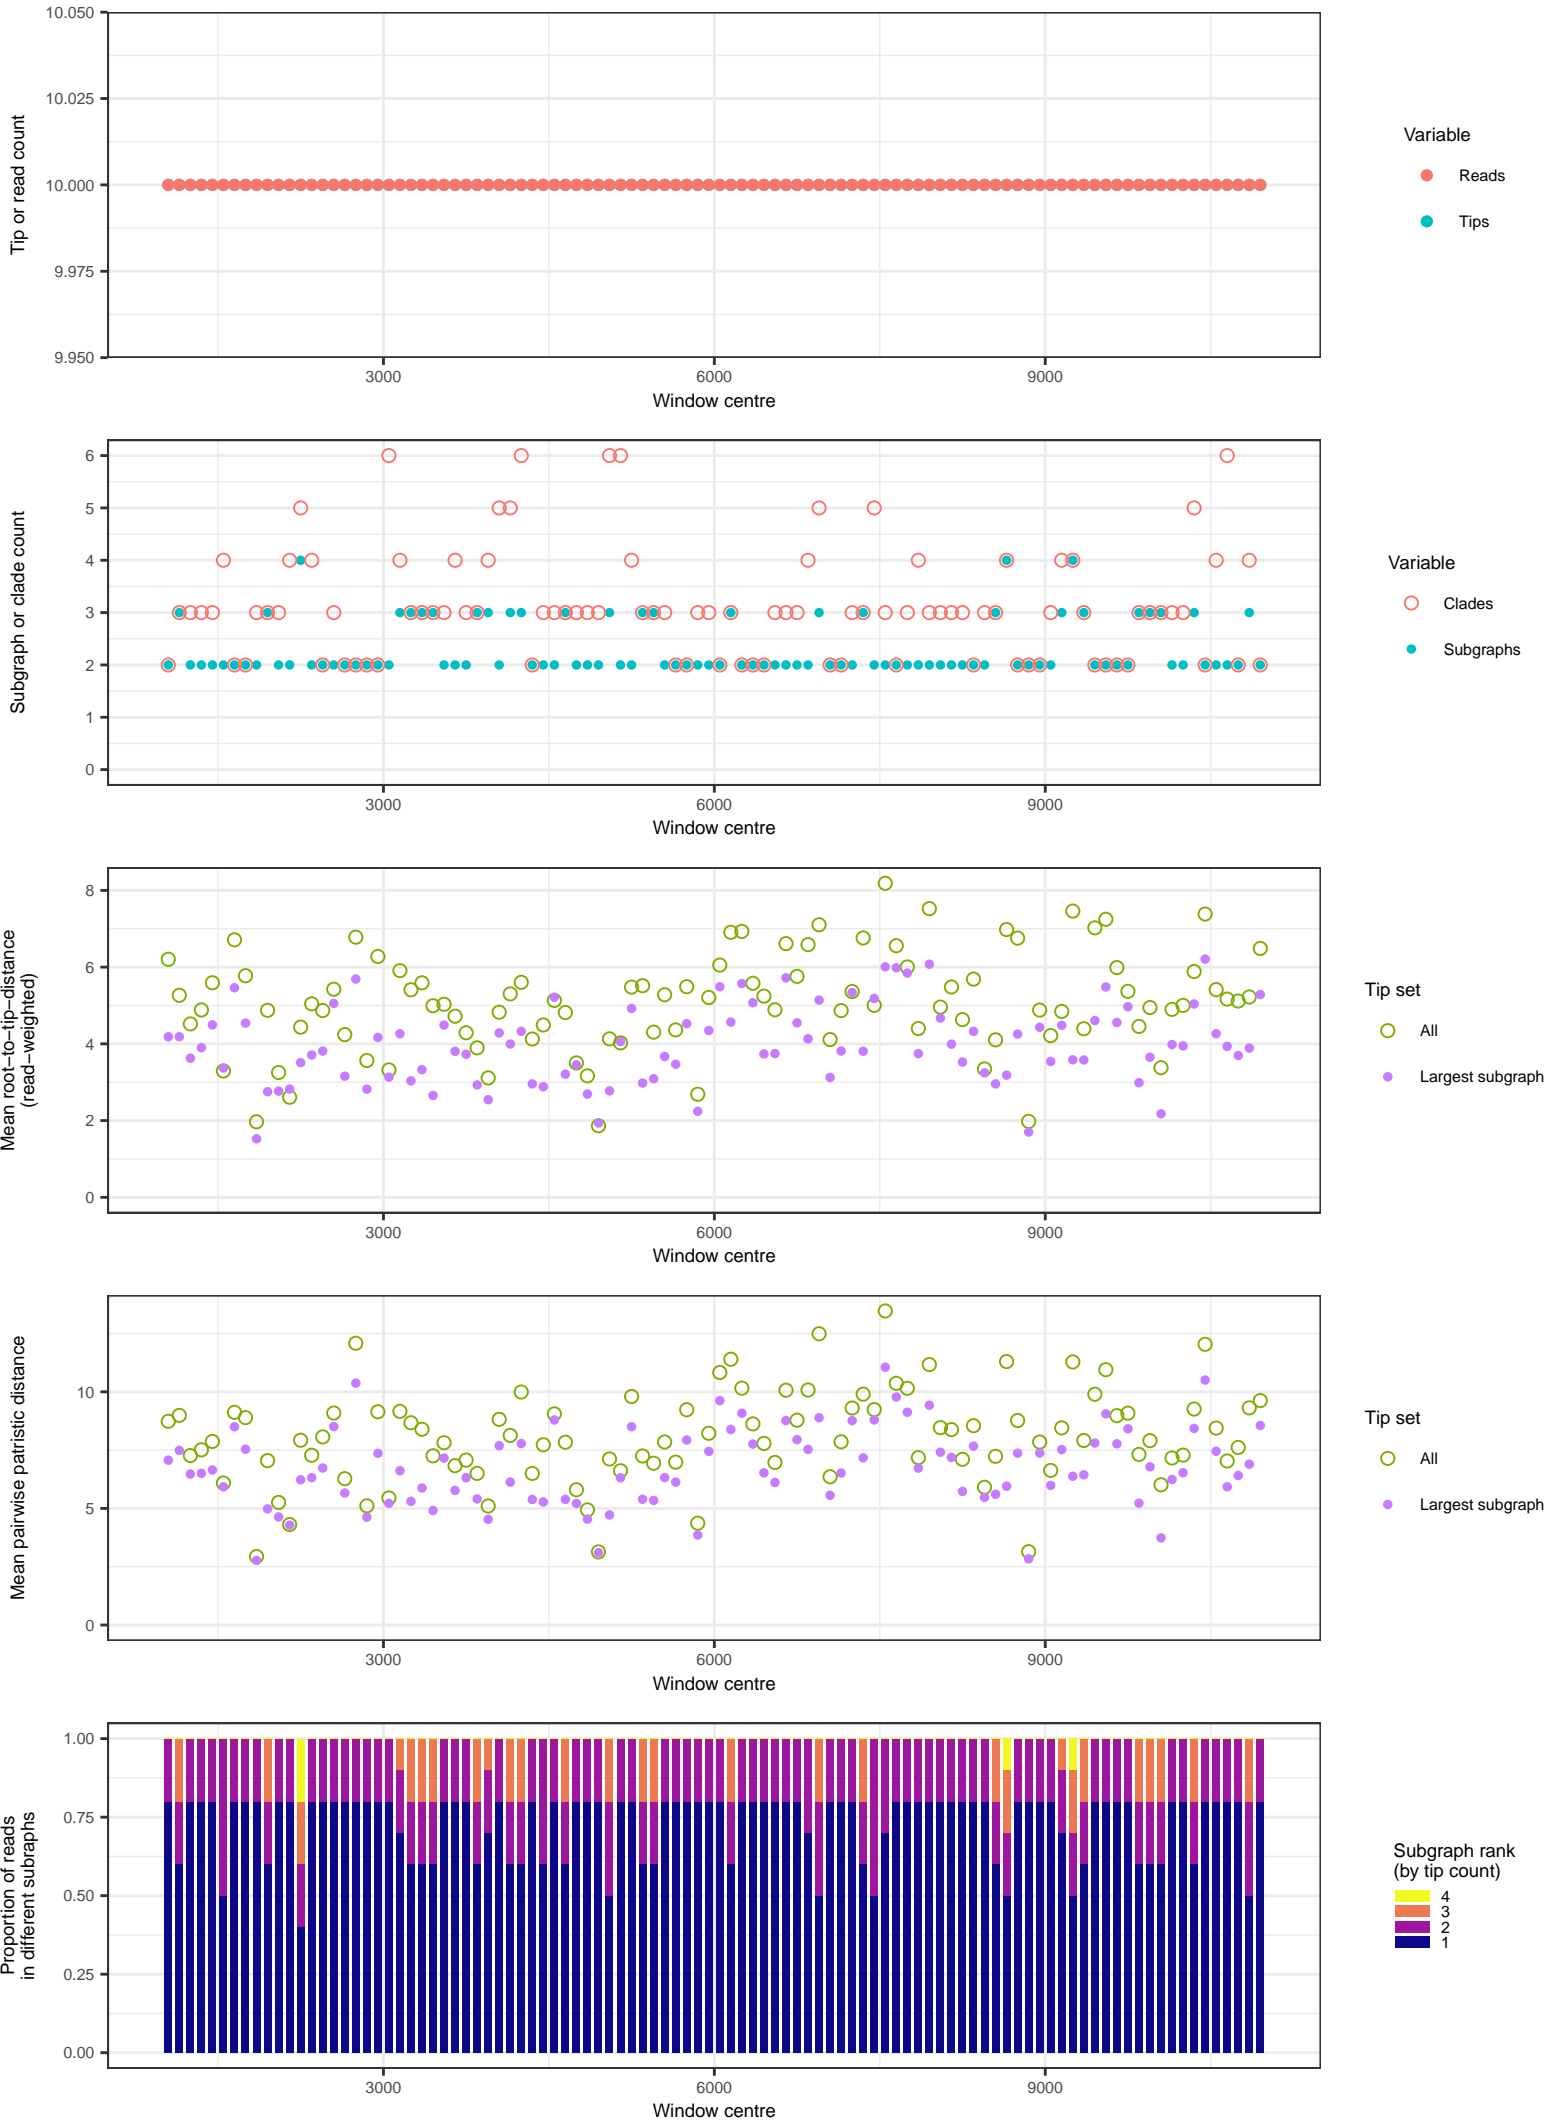 10.050
10.025
10.000
9.975
9.950
Tip or read count
3000 6000 9000
Window centre
Variable
Reads
Tips
6
5
4
3
2
1
0
Subgraph or clade count
3000 6000 9000
Window centre
Variable
Clades
Subgraphs
8
6
4
2
0
Mean root−to−tip−distance
(read−weighted)
3000 6000 9000
Window centre
Tip set
All
Largest subgraph
10
5
0
Mean pairwise patristic distance
3000 6000 9000
Window centre
Tip set
All
Largest subgraph
1.00
0.75
0.50
0.25
0.00
Proportion of reads
in different subraphs
3000 6000 9000
Window centre
Subgraph rank
(by tip count)
4
3
2
1